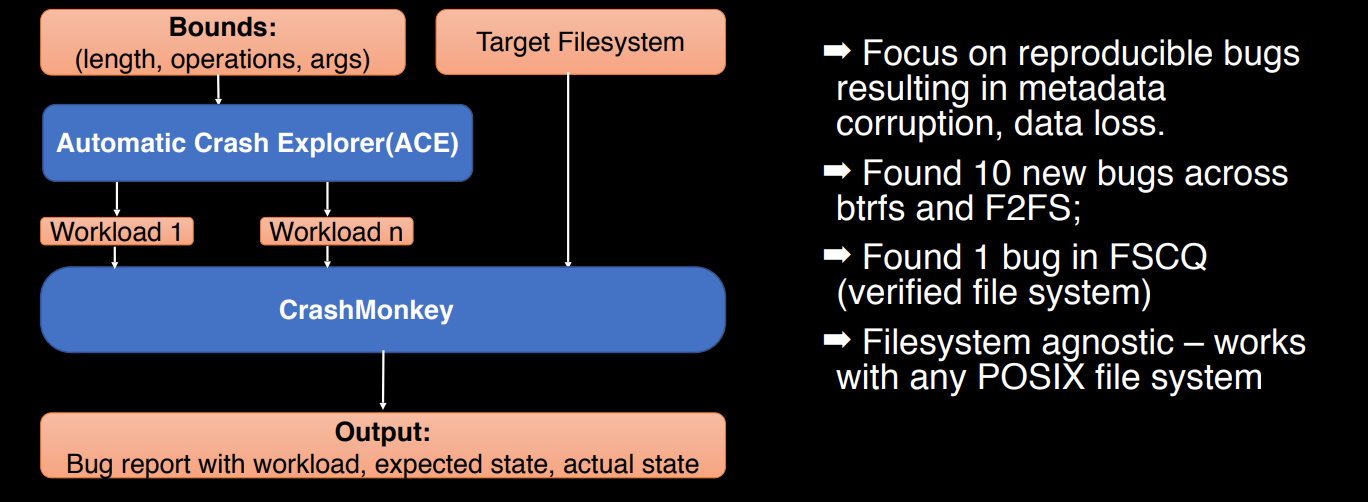 Bounds:
(length, operations, args)
Target Filesystem
Automatic Crash Explorer(ACE)
Workload 1
Workload n
CrashMonkey
Output:
Bug report with workload, expected state, actual state
➡ Focus on reproducible bugs
resulting in metadata
corruption, data loss.
➡ Found 10 new bugs across
btrfs and F2FS;
➡ Found 1 bug in FSCQ
(verified file system)
➡ Filesystem agnostic – works
with any POSIX file system